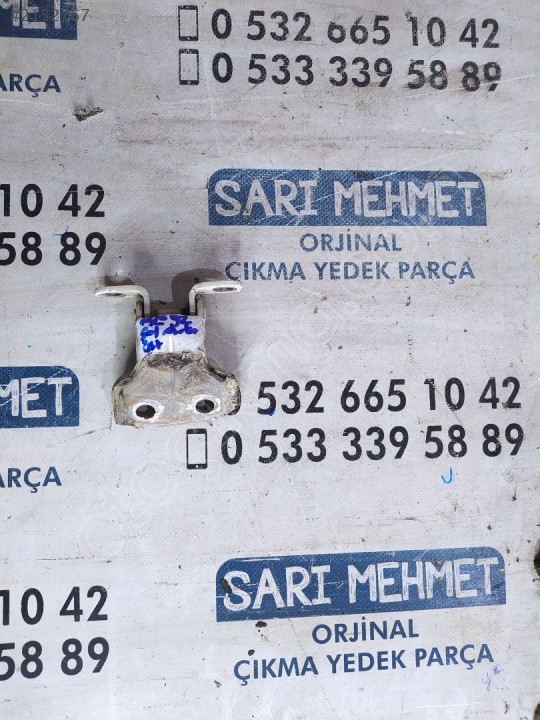 0 532 665 10 42
0 533 339 58 89
PARÇA
SARI MEHMET
ORJİNAL
ÇIKMA YEDEK PARÇA
10 42
58 89
MET
PARÇA
532 665 10 42
0 533 339 58 89
SARI MEHMET
ORJİNAL
ÇIKMA YEDEK PARÇA
10 42
58 89